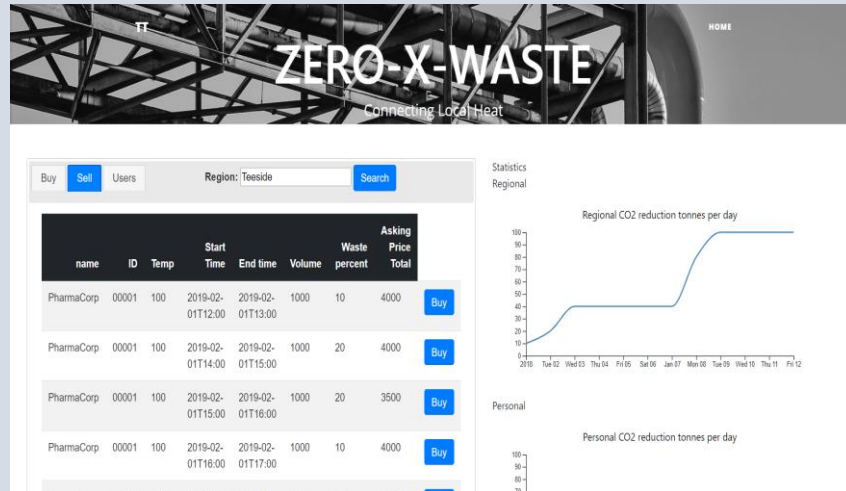 TT
HOME
ZERO-X-WASTE
Connecting Local Heat
Buy Sell Users Region: Teeside Search
name ID Temp Start Time End time Volume Waste percent Asking Price Total
PharmaCorp 00001 100 2019-02-01T12:00 2019-02-01T13:00 1000 10 4000 Buy
PharmaCorp 00001 100 2019-02-01T14:00 2019-02-01T15:00 1000 20 4000 Buy
PharmaCorp 00001 100 2019-02-01T15:00 2019-02-01T16:00 1000 20 3500 Buy
PharmaCorp 00001 100 2019-02-01T16:00 2019-02-01T17:00 1000 10 4000 Buy
Statistics
Regional
Regional CO2 reduction tonnes per day
100
90
80
70
60
50
40
30
20
10
0
2018 Tue 02 Wed 03 Thu 04 Fri 05 Sat 06 Jan 07 Mon 08 Tue 09 Wed 10 Thu 11 Fri 12
Personal
Personal CO2 reduction tonnes per day
100
90
80
70